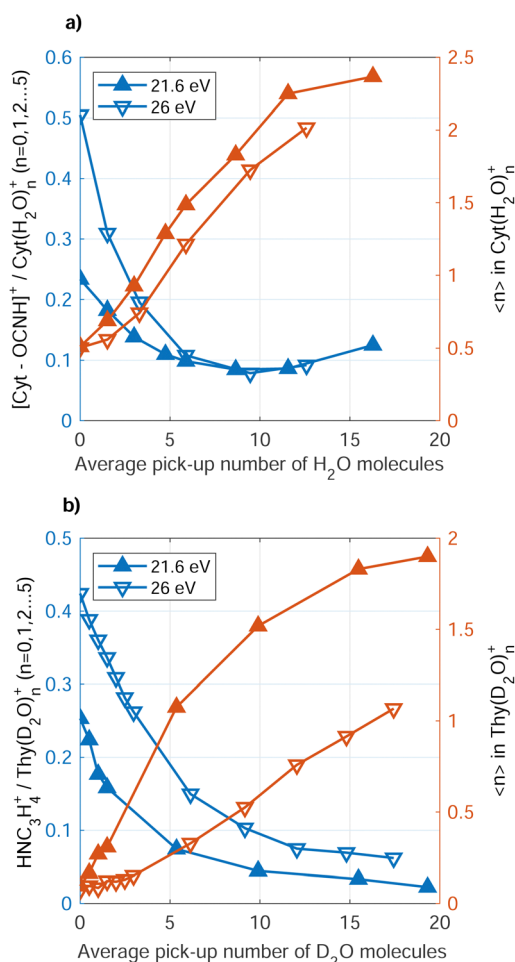 a)
[Cyt - OCNH]⁺ / Cyt(H₂O)ₙ⁺ (n=0,1,2...5)
0.6
0.5
0.4
0.3
0.2
0.1
0
21.6 eV
26 eV
2.5
2
1.5
1
0.5
0
<n> in Cyt(H₂O)ₙ⁺
0 5 10 15 20
Average pick-up number of H₂O molecules
b)
HNC₃H₄⁺ / Thy(D₂O)ₙ⁺ (n=0,1,2...5)
0.5
0.4
0.3
0.2
0.1
0
21.6 eV
26 eV
2
1.5
1
0.5
0
<n> in Thy(D₂O)ₙ⁺
0 5 10 15 20
Average pick-up number of D₂O molecules